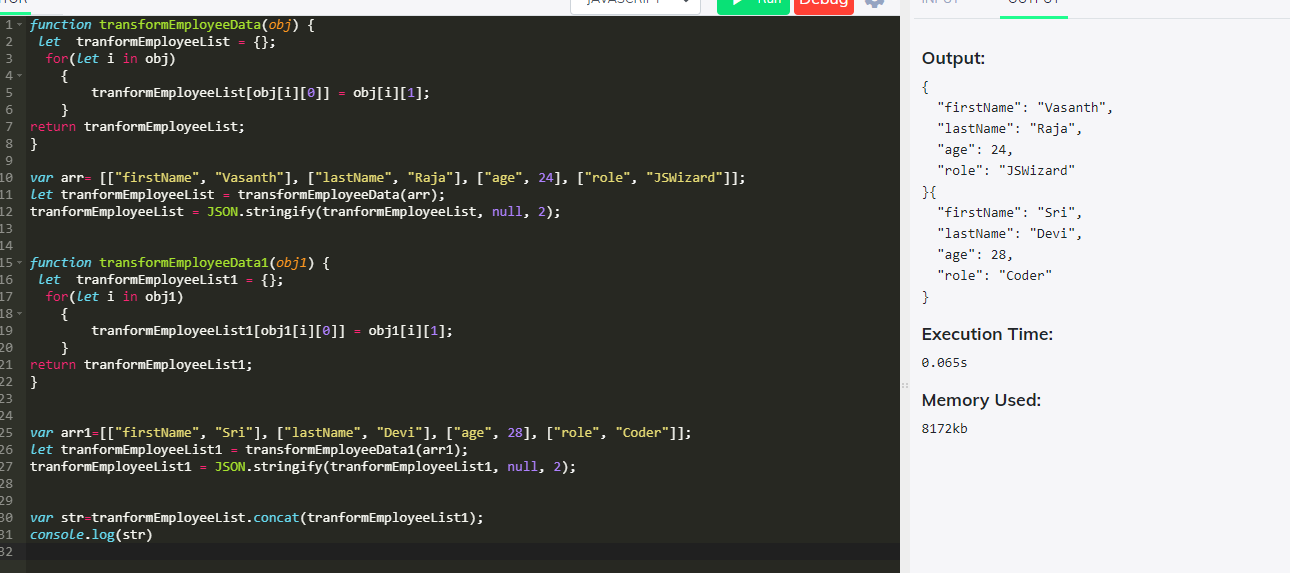 TOR
JAVASCRIPT
Run
Debug
INPUT
OUTPUT
1 function transformEmployeeData(obj) {
2 let  tranformEmployeeList = {};
3 for(let i in obj)
4 {
5 tranformEmployeeList[obj[i][0]] = obj[i][1];
6 }
7 return tranformEmployeeList;
8 }
9
10 var arr= [["firstName", "Vasanth"], ["lastName", "Raja"], ["age", 24], ["role", "JSWizard"]];
11 let tranformEmployeeList = transformEmployeeData(arr);
12 tranformEmployeeList = JSON.stringify(tranformEmployeeList, null, 2);
13
14
15 function transformEmployeeData1(obj1) {
16 let  tranformEmployeeList1 = {};
17 for(let i in obj1)
18 {
19 tranformEmployeeList1[obj1[i][0]] = obj1[i][1];
20 }
21 return tranformEmployeeList1;
22 }
23
24
25 var arr1=[["firstName", "Sri"], ["lastName", "Devi"], ["age", 28], ["role", "Coder"]];
26 let tranformEmployeeList1 = transformEmployeeData1(arr1);
27 tranformEmployeeList1 = JSON.stringify(tranformEmployeeList1, null, 2);
28
29
30 var str=tranformEmployeeList.concat(tranformEmployeeList1);
31 console.log(str)
32
Output:
{
"firstName": "Vasanth",
"lastName": "Raja",
"age": 24,
"role": "JSWizard"
}{
"firstName": "Sri",
"lastName": "Devi",
"age": 28,
"role": "Coder"
}
Execution Time:
0.065s
Memory Used:
8172kb